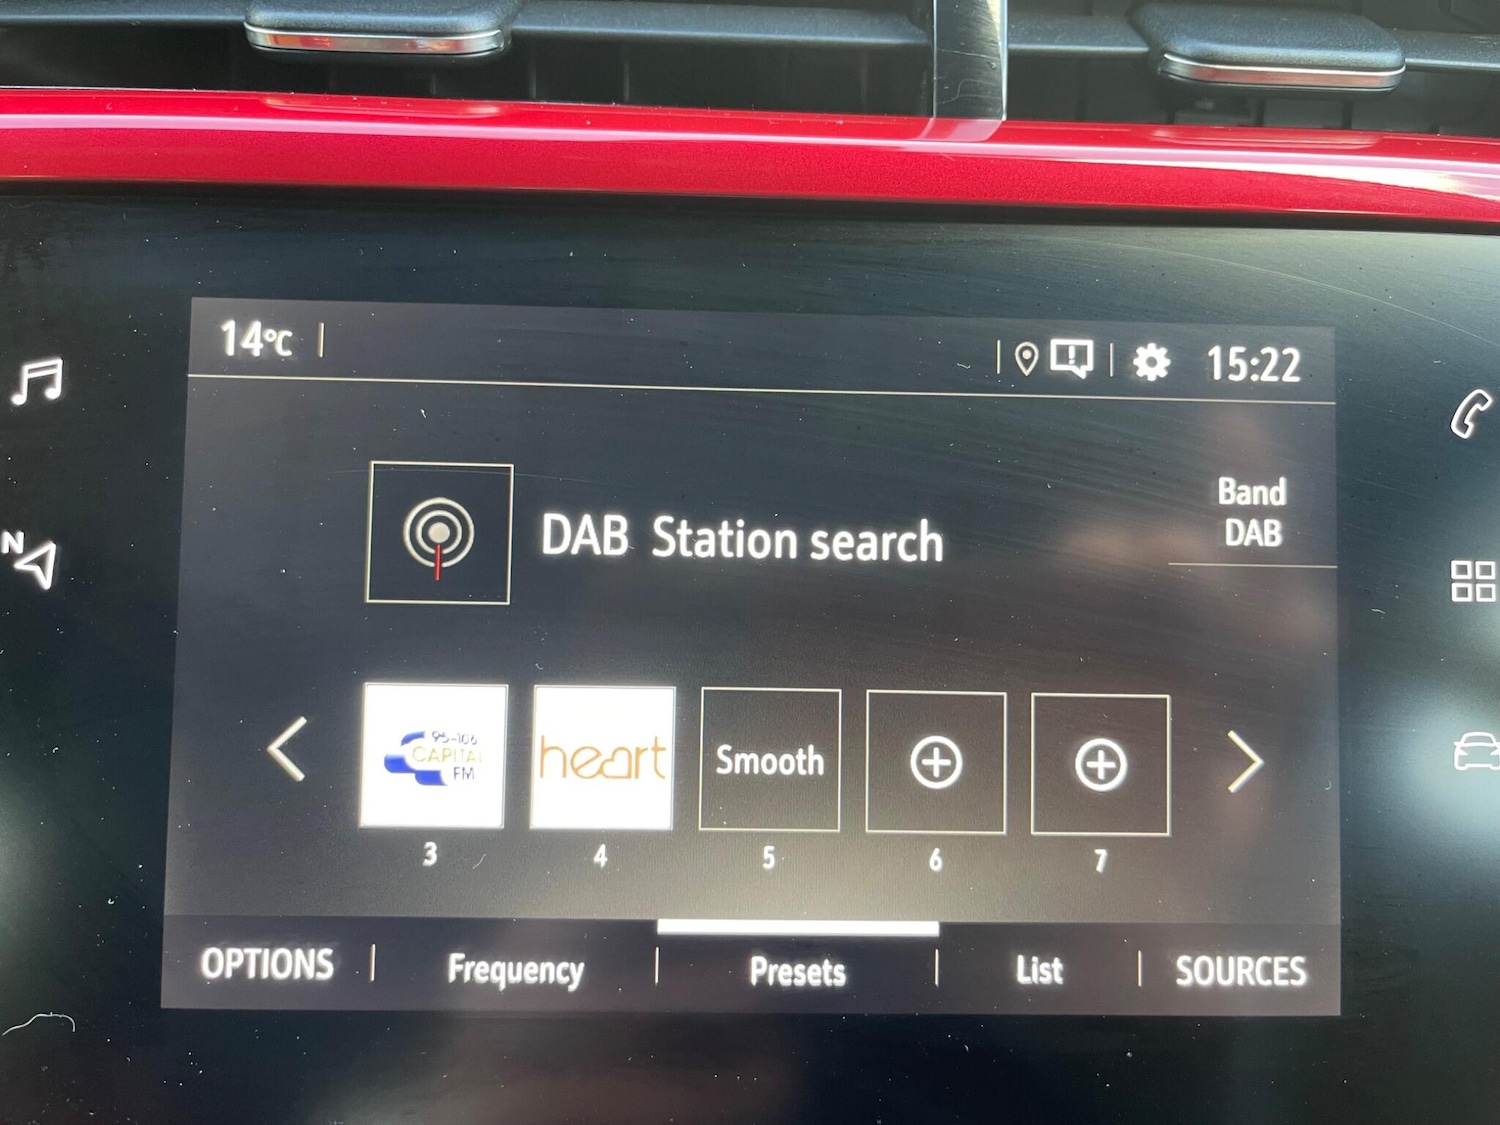 14°C
15:22
N
Band
DAB
DAB Station search
95-106
CAPITAL
FM
heart
Smooth
3
4
5
6
7
OPTIONS
Frequency
Presets
List
SOURCES